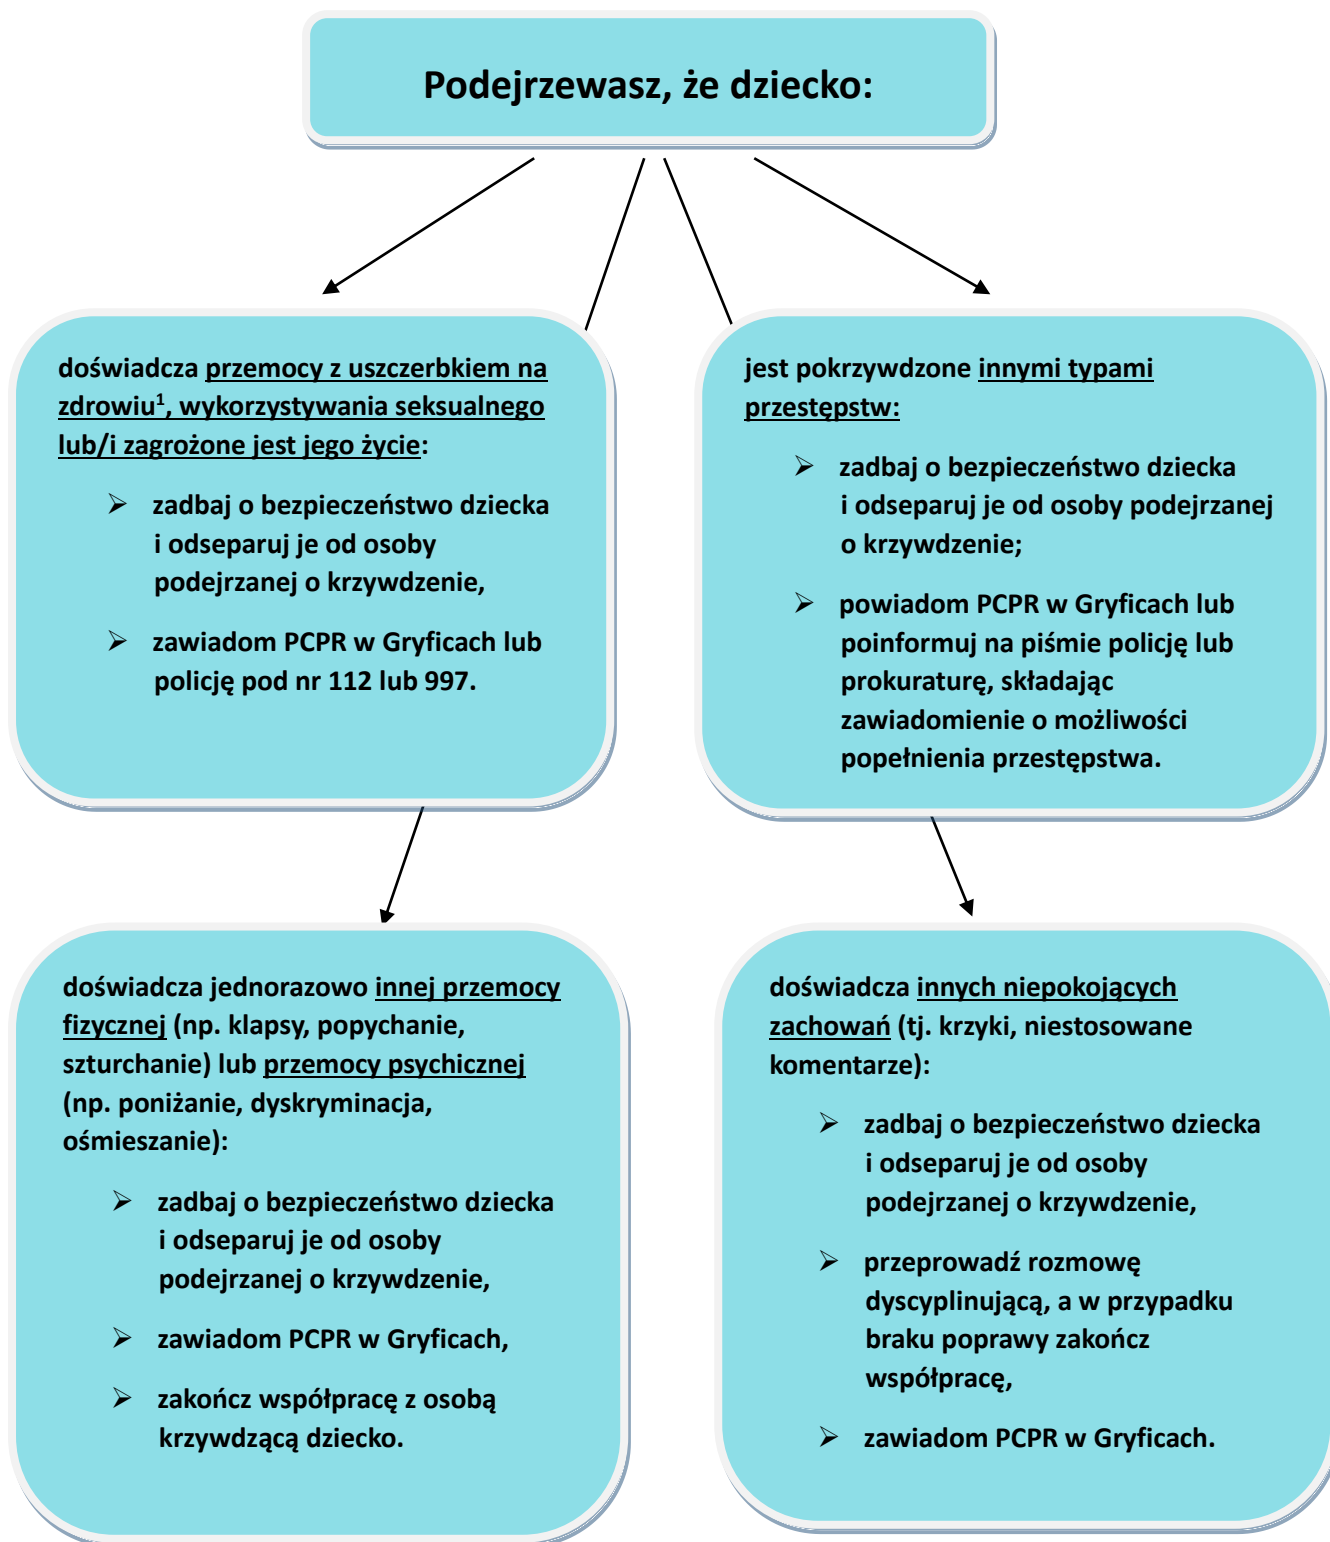 Podejrzewasz, że dziecko:
doświadcza przemocy z uszczerbkiem na
zdrowiu¹, wykorzystywania seksualnego
lub/i zagrożone jest jego życie:
➢ zadbaj o bezpieczeństwo dziecka
i odseparuj je od osoby
podejrzanej o krzywdzenie,
➢ zawiadom PCPR w Gryficach lub
policję pod nr 112 lub 997.
jest pokrzywdzone innymi typami
przestępstw:
➢ zadbaj o bezpieczeństwo dziecka
i odseparuj je od osoby podejrzanej
o krzywdzenie;
➢ powiadom PCPR w Gryficach lub
poinformuj na piśmie policję lub
prokuraturę, składając
zawiadomienie o możliwości
popełnienia przestępstwa.
doświadcza jednorazowo innej przemocy
fizycznej (np. klapsy, popychanie,
szturchanie) lub przemocy psychicznej
(np. poniżanie, dyskryminacja,
ośmieszanie):
➢ zadbaj o bezpieczeństwo dziecka
i odseparuj je od osoby
podejrzanej o krzywdzenie,
➢ zawiadom PCPR w Gryficach,
➢ zakończ współpracę z osobą
krzywdzącą dziecko.
doświadcza innych niepokojących
zachowań (tj. krzyki, niestosowane
komentarze):
➢ zadbaj o bezpieczeństwo dziecka
i odseparuj je od osoby
podejrzanej o krzywdzenie,
➢ przeprowadź rozmowę
dyscyplinującą, a w przypadku
braku poprawy zakończ
współpracę,
➢ zawiadom PCPR w Gryficach.